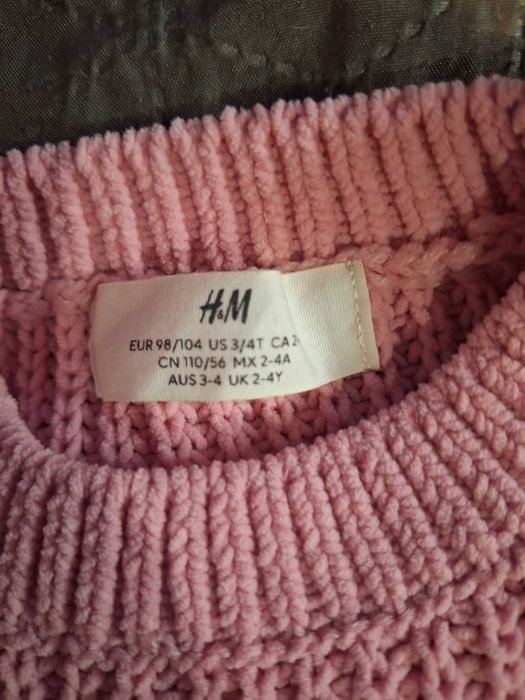 H&M
EUR 98/104 US 3/4T CA 2
CN 110/56 MX 2-4A
AUS 3-4 UK 2-4Y